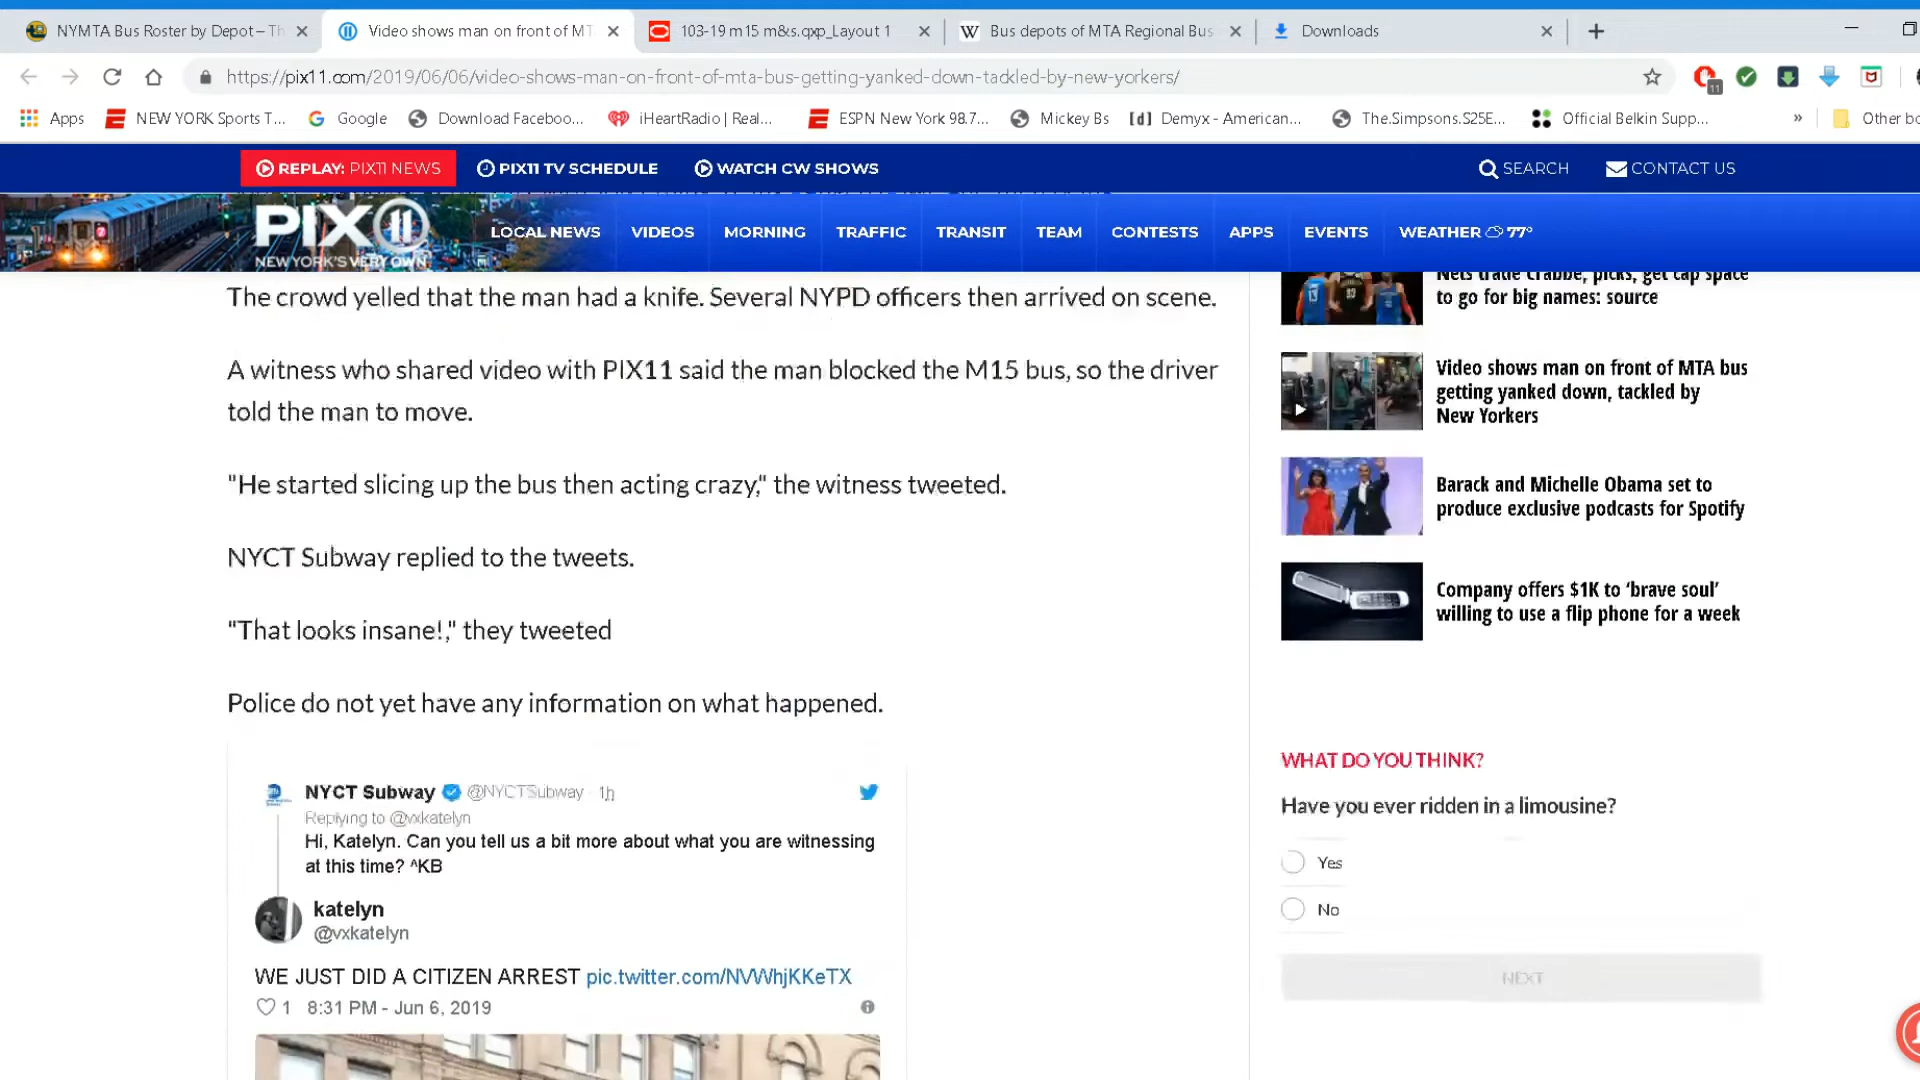 NYMTA Bus Roster by Depot – Th
Video shows man on front of MT
103-19 m15 m&s.qxp_Layout 1
Bus depots of MTA Regional Bus
Downloads
https://pix11.com/2019/06/06/video-shows-man-on-front-of-mta-bus-getting-yanked-down-tackled-by-new-yorkers/
11
Apps
NEW YORK Sports T...
Google
Download Faceboo...
iHeartRadio | Real...
ESPN New York 98.7...
Mickey Bs
[d] Demyx - American...
The.Simpsons.S25E...
Official Belkin Supp...
»
Other bo
REPLAY: PIX11 NEWS
PIX11 TV SCHEDULE
WATCH CW SHOWS
SEARCH
CONTACT US
PIX11
NEW YORK'S VERY OWN
LOCAL NEWS
VIDEOS
MORNING
TRAFFIC
TRANSIT
TEAM
CONTESTS
APPS
EVENTS
WEATHER 77°
The crowd yelled that the man had a knife. Several NYPD officers then arrived on scene.
A witness who shared video with PIX11 said the man blocked the M15 bus, so the driver
told the man to move.
"He started slicing up the bus then acting crazy," the witness tweeted.
NYCT Subway replied to the tweets.
"That looks insane!," they tweeted
Police do not yet have any information on what happened.
NYCT Subway @NYCTSubway · 1h
Replying to @vxkatelyn
Hi, Katelyn. Can you tell us a bit more about what you are witnessing
at this time? ^KB
katelyn
@vxkatelyn
WE JUST DID A CITIZEN ARREST pic.twitter.com/NVWhjKKeTX
1 8:31 PM - Jun 6, 2019
Nets trade Crabbe, picks, get cap space
to go for big names: source
Video shows man on front of MTA bus
getting yanked down, tackled by
New Yorkers
Barack and Michelle Obama set to
produce exclusive podcasts for Spotify
Company offers $1K to ‘brave soul’
willing to use a flip phone for a week
WHAT DO YOU THINK?
Have you ever ridden in a limousine?
Yes
No
NEXT